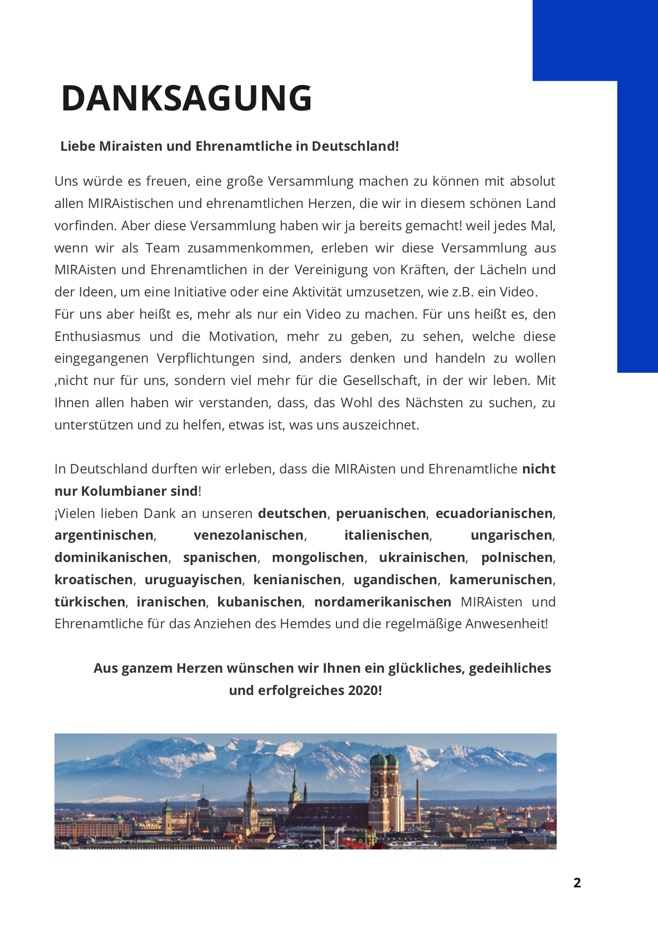 DANKSAGUNG
Liebe Miraisten und Ehrenamtliche in Deutschland!
Uns würde es freuen, eine große Versammlung machen zu können mit absolut
allen MIRAistischen und ehrenamtlichen Herzen, die wir in diesem schönen Land
vorfinden. Aber diese Versammlung haben wir ja bereits gemacht! weil jedes Mal,
wenn wir als Team zusammenkommen, erleben wir diese Versammlung aus
MIRAisten und Ehrenamtlichen in der Vereinigung von Kräften, der Lächeln und
der Ideen, um eine Initiative oder eine Aktivität umzusetzen, wie z.B. ein Video.
Für uns aber heißt es, mehr als nur ein Video zu machen. Für uns heißt es, den
Enthusiasmus und die Motivation, mehr zu geben, zu sehen, welche diese
eingegangenen Verpflichtungen sind, anders denken und handeln zu wollen
,nicht nur für uns, sondern viel mehr für die Gesellschaft, in der wir leben. Mit
Ihnen allen haben wir verstanden, dass, das Wohl des Nächsten zu suchen, zu
unterstützen und zu helfen, etwas ist, was uns auszeichnet.
In Deutschland durften wir erleben, dass die MIRAisten und Ehrenamtliche nicht
nur Kolumbianer sind!
¡Vielen lieben Dank an unseren deutschen, peruanischen, ecuadorianischen,
argentinischen, venezolanischen, italienischen, ungarischen,
dominikanischen, spanischen, mongolischen, ukrainischen, polnischen,
kroatischen, uruguayischen, kenianischen, ugandischen, kamerunischen,
türkischen, iranischen, kubanischen, nordamerikanischen MIRAisten und
Ehrenamtliche für das Anziehen des Hemdes und die regelmäßige Anwesenheit!
Aus ganzem Herzen wünschen wir Ihnen ein glückliches, gedeihliches
und erfolgreiches 2020!
2